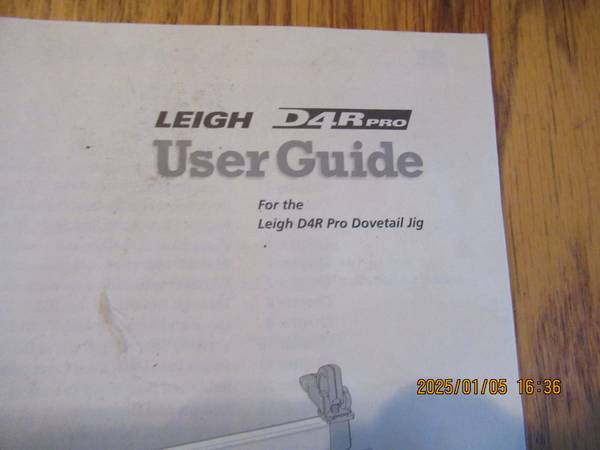 LEIGH D4R PRO
User Guide
For the
Leigh D4R Pro Dovetail Jig
2025/01/05 16:36